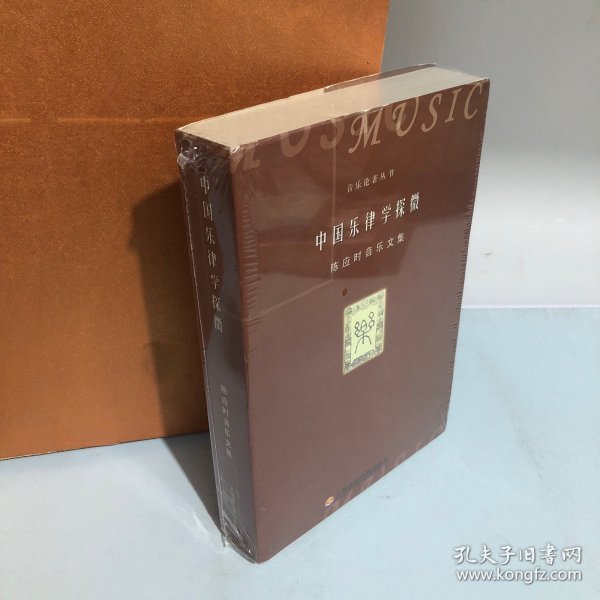 MUSIC
音乐论著丛书
中国乐律学探微
陈应时音乐文集
樂
中国乐律学探微
陈应时音乐文集
孔夫子旧书网
www.kongfz.com